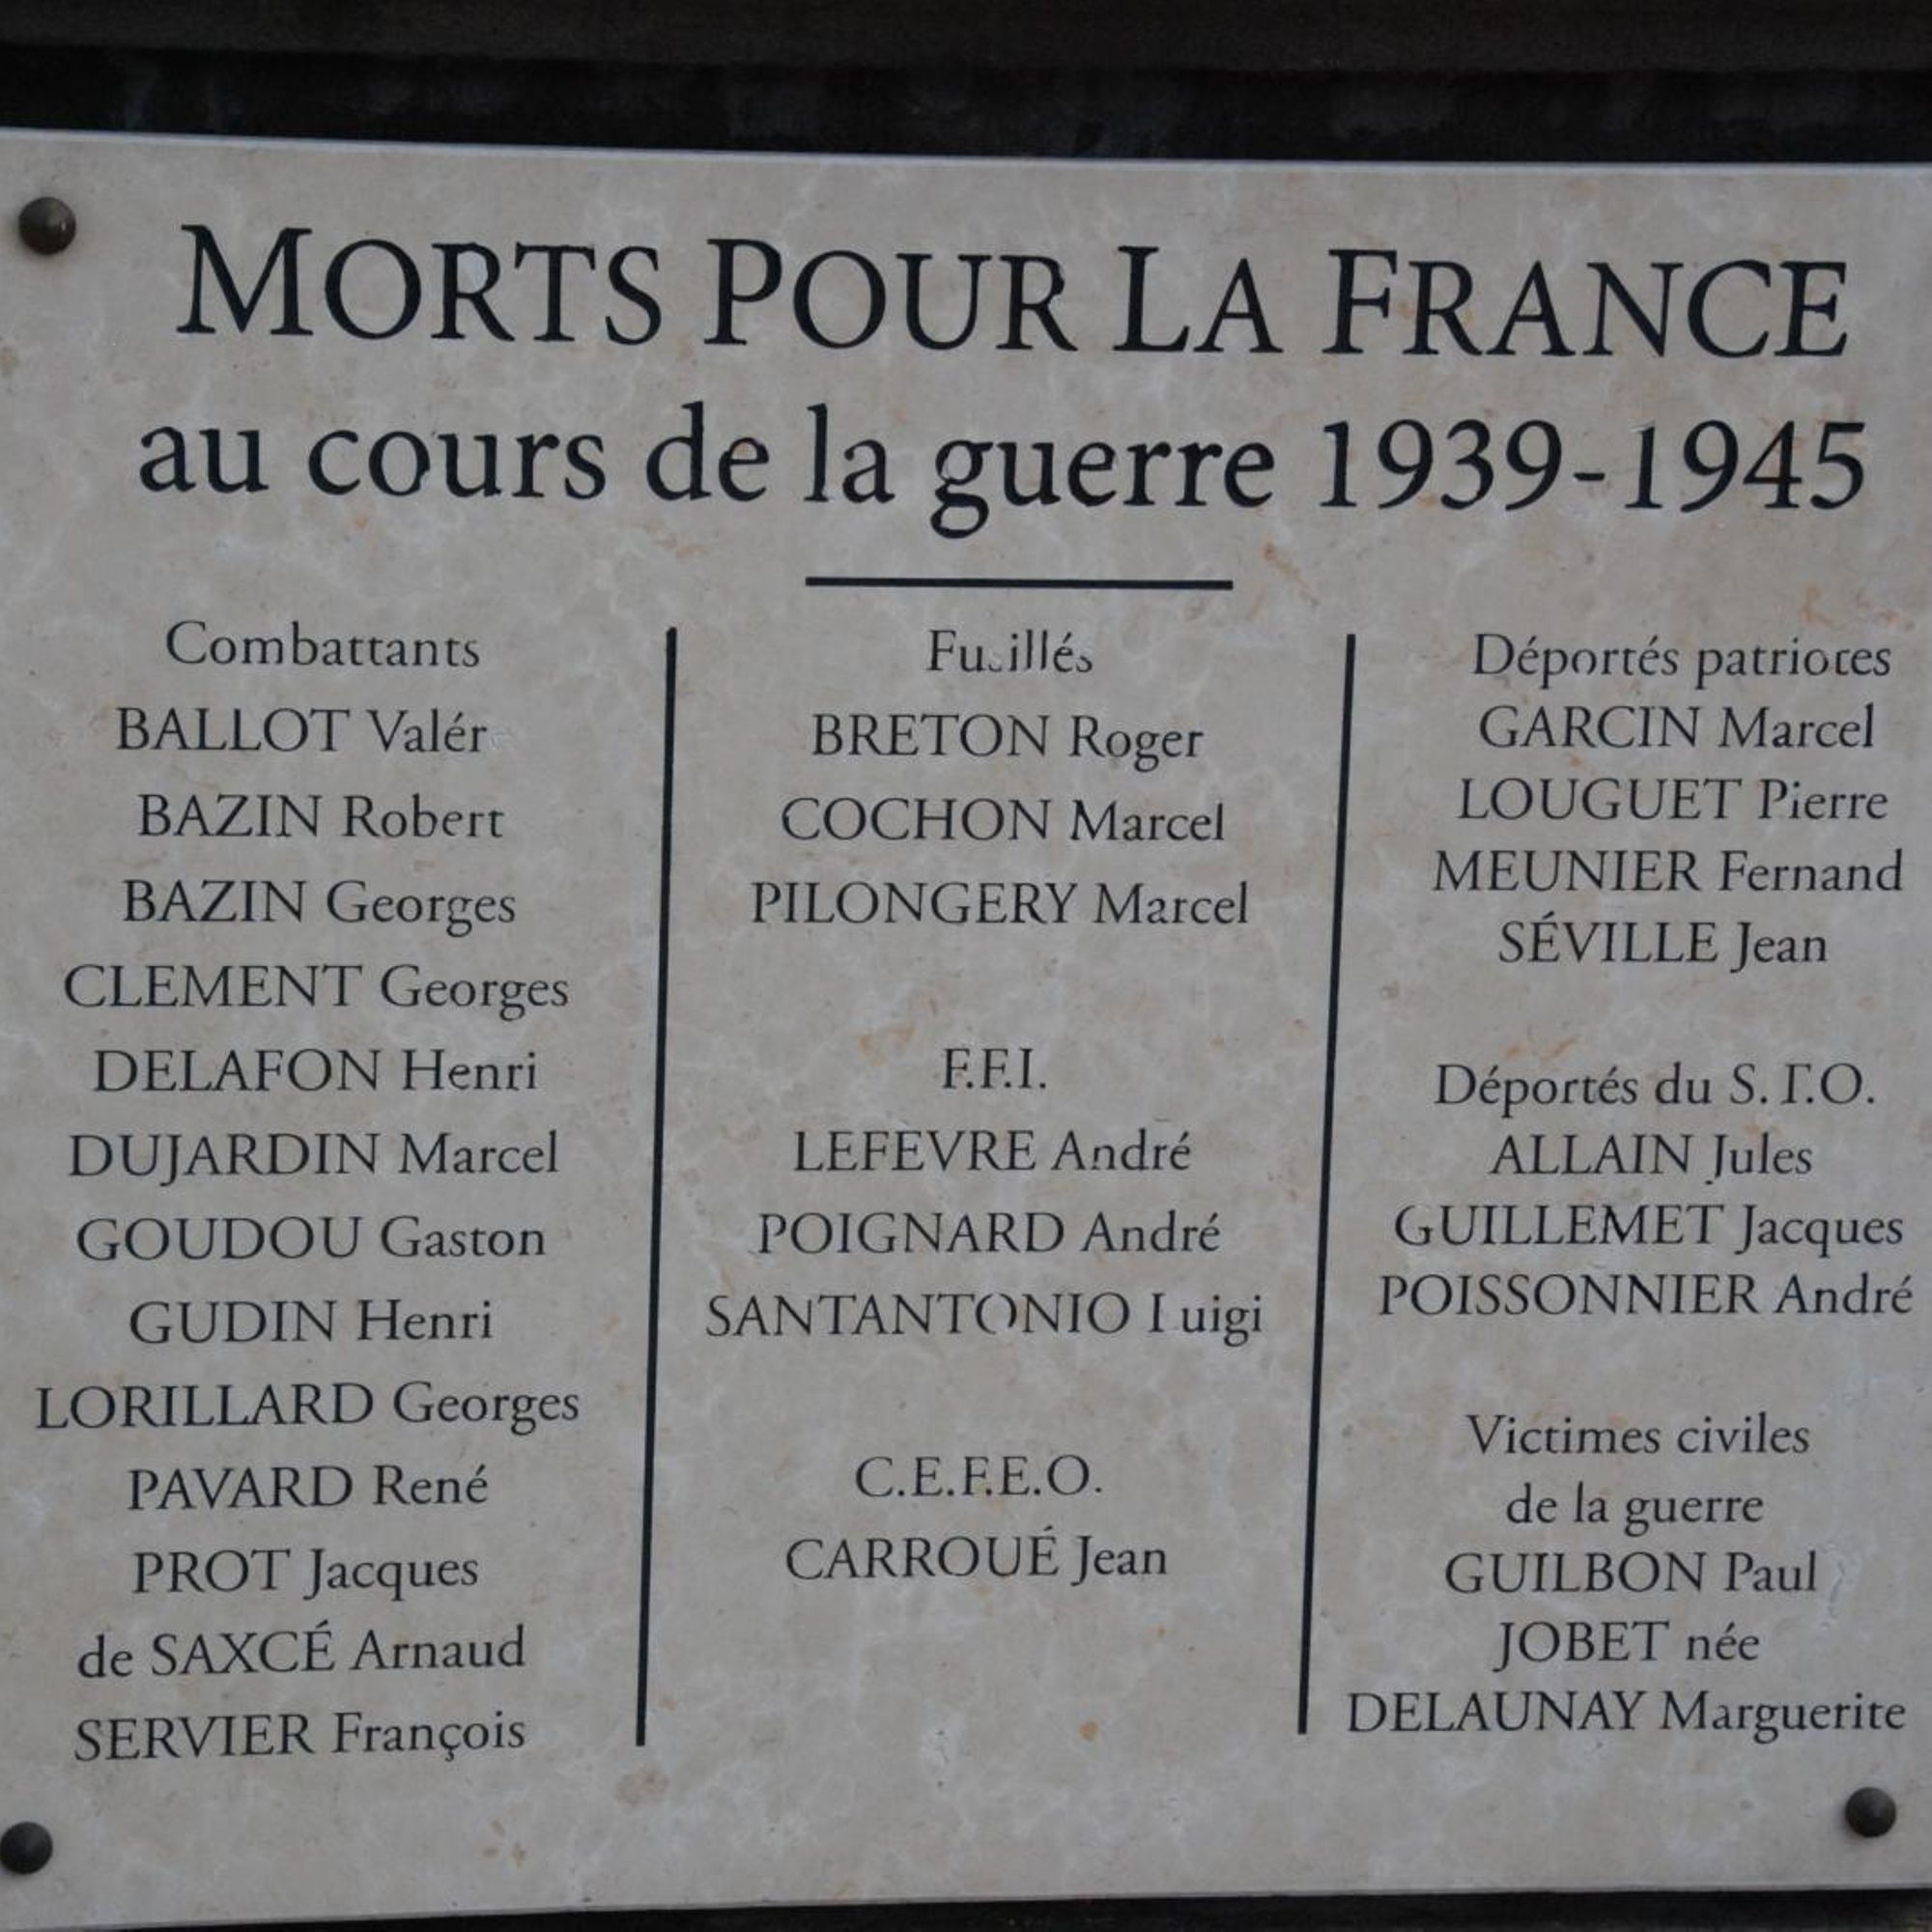 MORTS POUR LA FRANCE
au cours de la guerre 1939-1945
Combattants
BALLOT Valér
BAZIN Robert
BAZIN Georges
CLEMENT Georges
DELAFON Henri
DUJARDIN Marcel
GOUDOU Gaston
GUDIN Henri
LORILLARD Georges
PAVARD René
PROT Jacques
de SAXCÉ Arnaud
SERVIER François
Fusillés
BRETON Roger
COCHON Marcel
PILONGERY Marcel
F.F.I.
LEFEVRE André
POIGNARD André
SANTANTONIO Luigi
C.E.F.E.O.
CARROUÉ Jean
Déportés patriotes
GARCIN Marcel
LOUGUET Pierre
MEUNIER Fernand
SÉVILLE Jean
Déportés du S.T.O.
ALLAIN Jules
GUILLEMET Jacques
POISSONNIER André
Victimes civiles
de la guerre
GUILBON Paul
JOBET née
DELAUNAY Marguerite